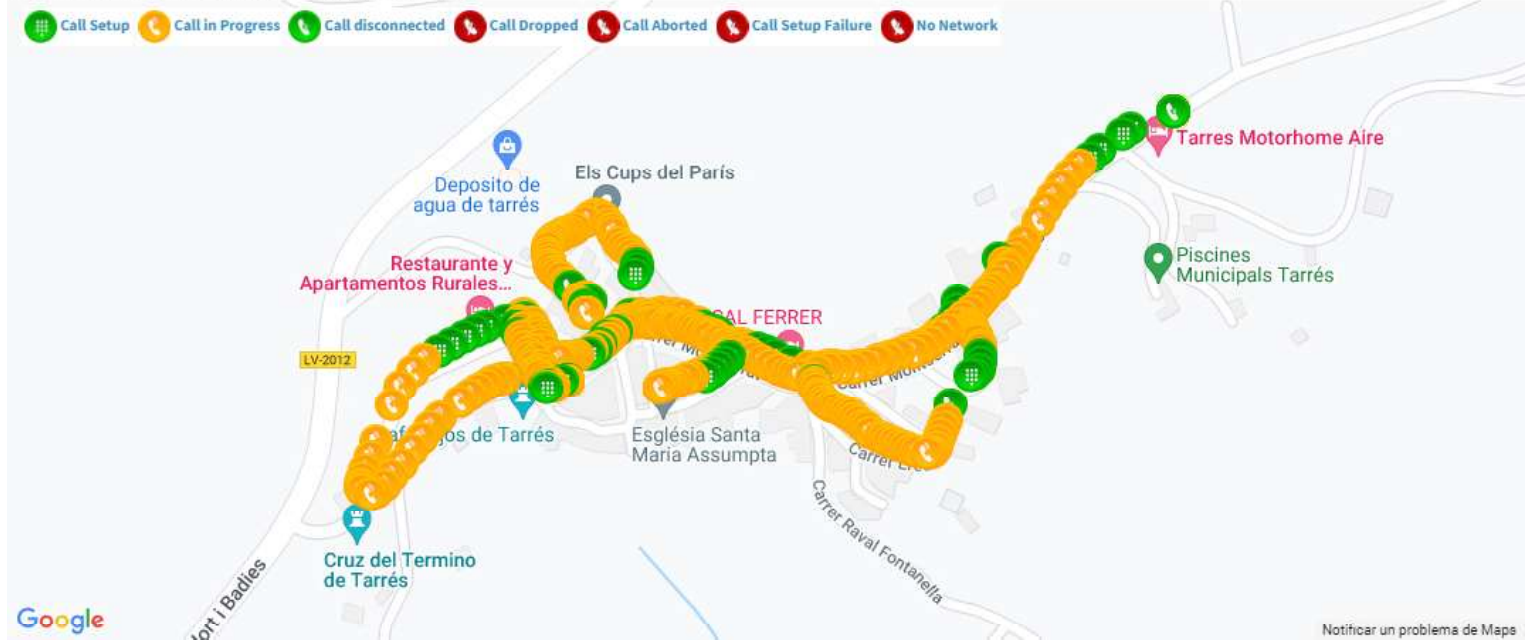 Call Setup
Call in Progress
Call disconnected
Call Dropped
Call Aborted
Call Setup Failure
No Network
Tarres Motorhome Aire
Els Cups del París
Deposito de
agua de tarrés
Restaurante y
Apartamentos Rurales...
Piscines
Municipals Tarrés
CAL FERRER
LV-2012
Carrer
de Tarrés
Església Santa
Maria Assumpta
Carrer
Carrer Raval Fontanella
Cruz del Termino
de Tarrés
i Badies
Google
Notificar un problema de Maps